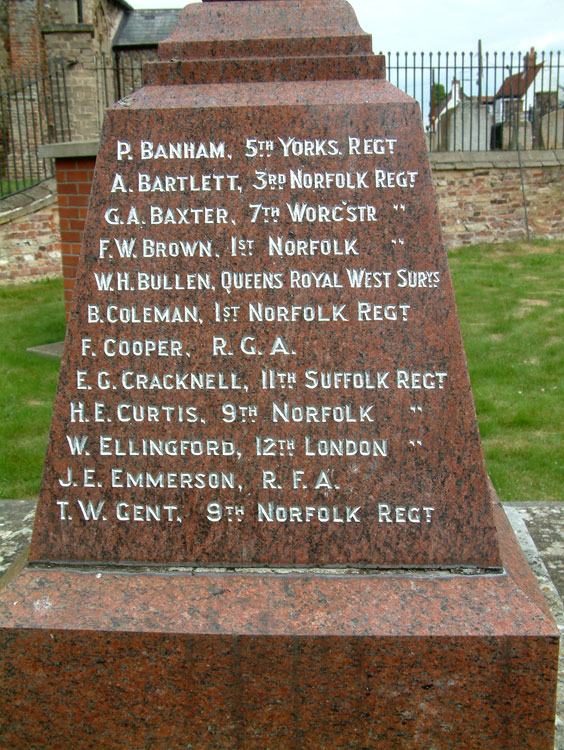 P. BANHAM, 5TH YORKS. REGT
A. BARTLETT, 3RD NORFOLK REGT
G. A. BAXTER, 7TH WORC'STR "
F. W. BROWN, 1ST NORFOLK "
W. H. BULLEN, QUEENS ROYAL WEST SURYS
B. COLEMAN, 1ST NORFOLK REGT
F. COOPER, R. G. A.
E. G. CRACKNELL, 11TH SUFFOLK REGT
H. E. CURTIS, 9TH NORFOLK "
W. ELLINGFORD, 12TH LONDON "
J. E. EMMERSON, R. F. A.
T. W. GENT, 9TH NORFOLK REGT